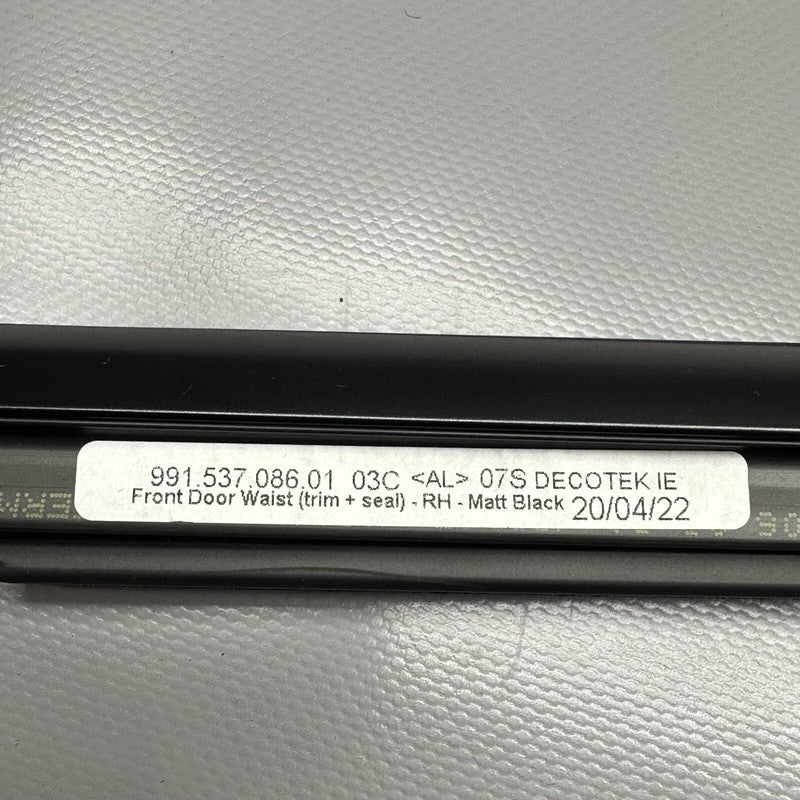 991.537.086.01 03C <AL> 07S DECOTEK IE
Front Door Waist (trim + seal) - RH - Matt Black 20/04/22